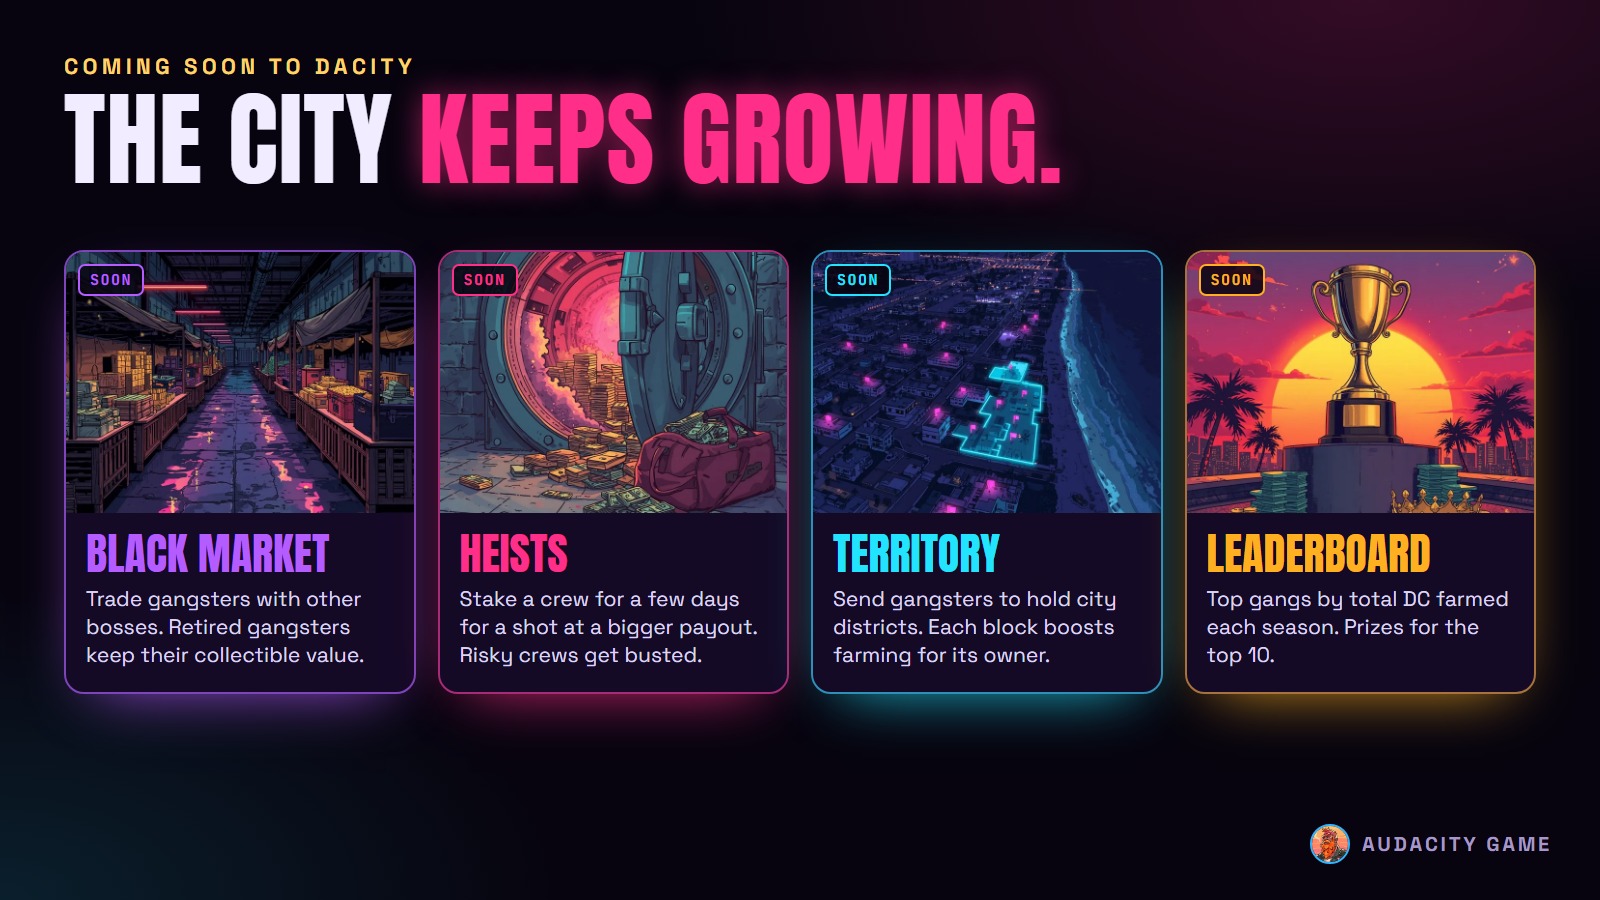 COMING SOON TO DACITY
THE CITY KEEPS GROWING.
SOON
BLACK MARKET
Trade gangsters with other
bosses. Retired gangsters
keep their collectible value.
SOON
HEISTS
Stake a crew for a few days
for a shot at a bigger payout.
Risky crews get busted.
SOON
TERRITORY
Send gangsters to hold city
districts. Each block boosts
farming for its owner.
SOON
LEADERBOARD
Top gangs by total DC farmed
each season. Prizes for the
top 10.
AUDACITY GAME